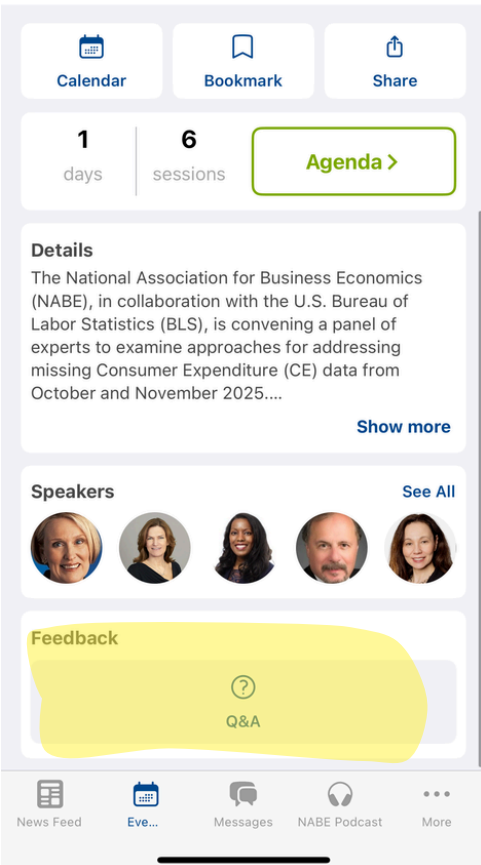 Calendar
Bookmark
Share
1
6
days
sessions
Agenda >
Details
The National Association for Business Economics
(NABE), in collaboration with the U.S. Bureau of
Labor Statistics (BLS), is convening a panel of
experts to examine approaches for addressing
missing Consumer Expenditure (CE) data from
October and November 2025....
Show more
Speakers
See All
Feedback
?
Q&A
News Feed
Eve...
Messages
NABE Podcast
More